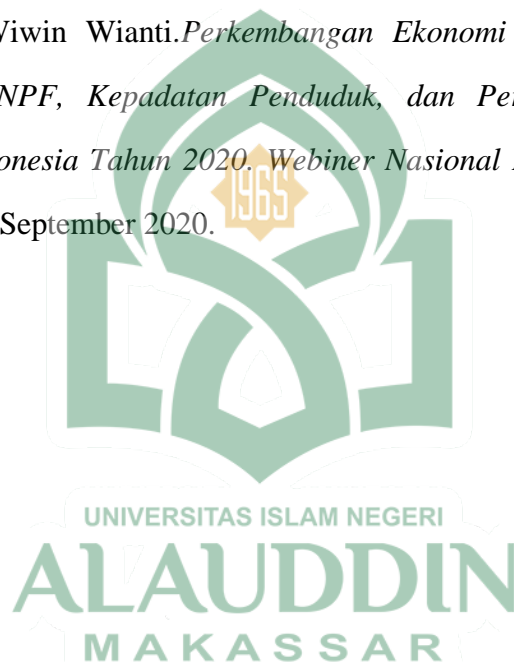 Wiwin Wianti.Perkembangan Ekonomi
NPF, Kepadatan Penduduk, dan
onesia Tahun 2020. Webiner Nasional
September 2020.
1965
UNIVERSITAS ISLAM NEGERI
ALAUDDIN
MAKASSAR